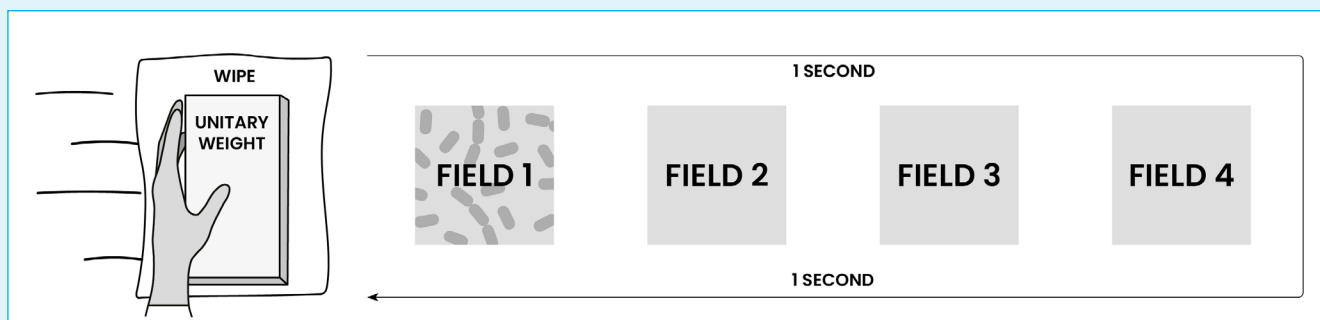 WIPE
UNITARY
WEIGHT
1 SECOND
FIELD 1
FIELD 2
FIELD 3
FIELD 4
1 SECOND